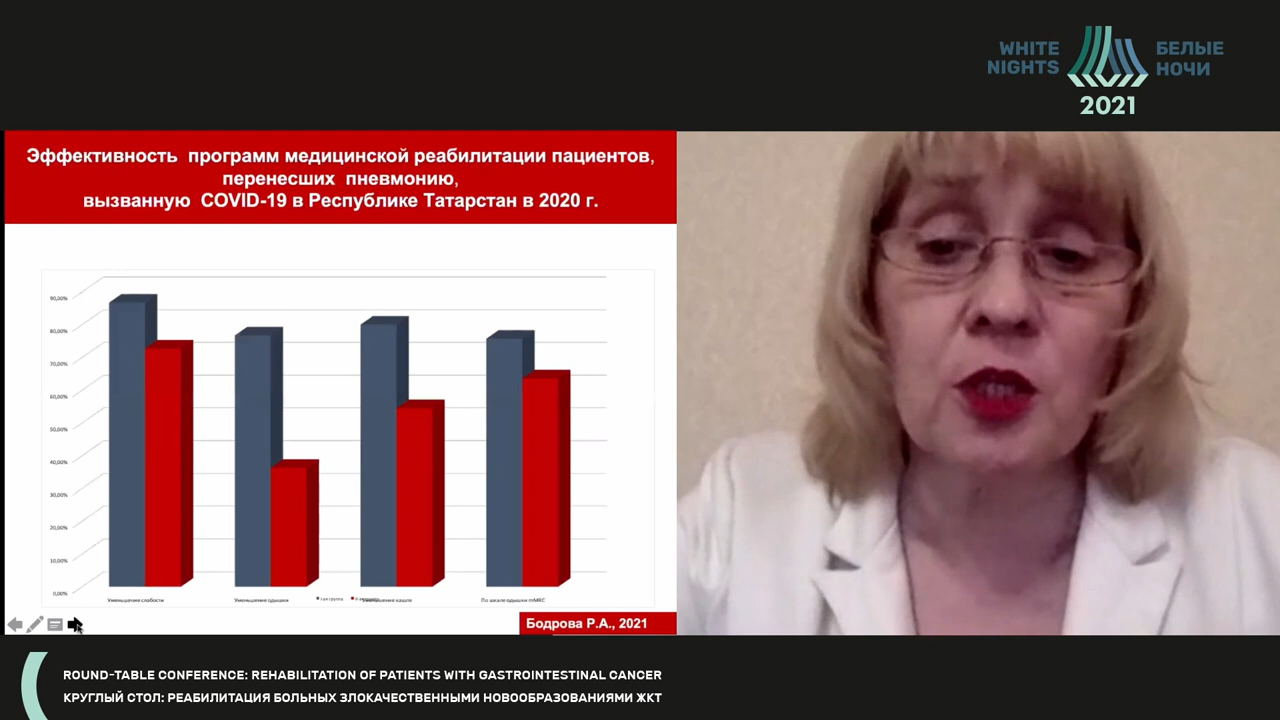 WHITE
NIGHTS
БЕЛЫЕ
НОЧИ
2021
Эффективность программ медицинской реабилитации пациентов,
перенесших пневмонию,
вызванную COVID-19 в Республике Татарстан в 2020 г.
90,00%
80,00%
70,00%
60,00%
50,00%
40,00%
30,00%
20,00%
10,00%
0,00%
Уменьшение слабости
Уменьшение одышки
I-ая группа
кашля
По шкале одышки mMRC
Бодрова Р.А., 2021
ROUND-TABLE CONFERENCE: REHABILITATION OF PATIENTS WITH GASTROINTESTINAL CANCER
КРУГЛЫЙ СТОЛ: РЕАБИЛИТАЦИЯ БОЛЬНЫХ ЗЛОКАЧЕСТВЕННЫМИ НОВООБРАЗОВАНИЯМИ ЖКТ